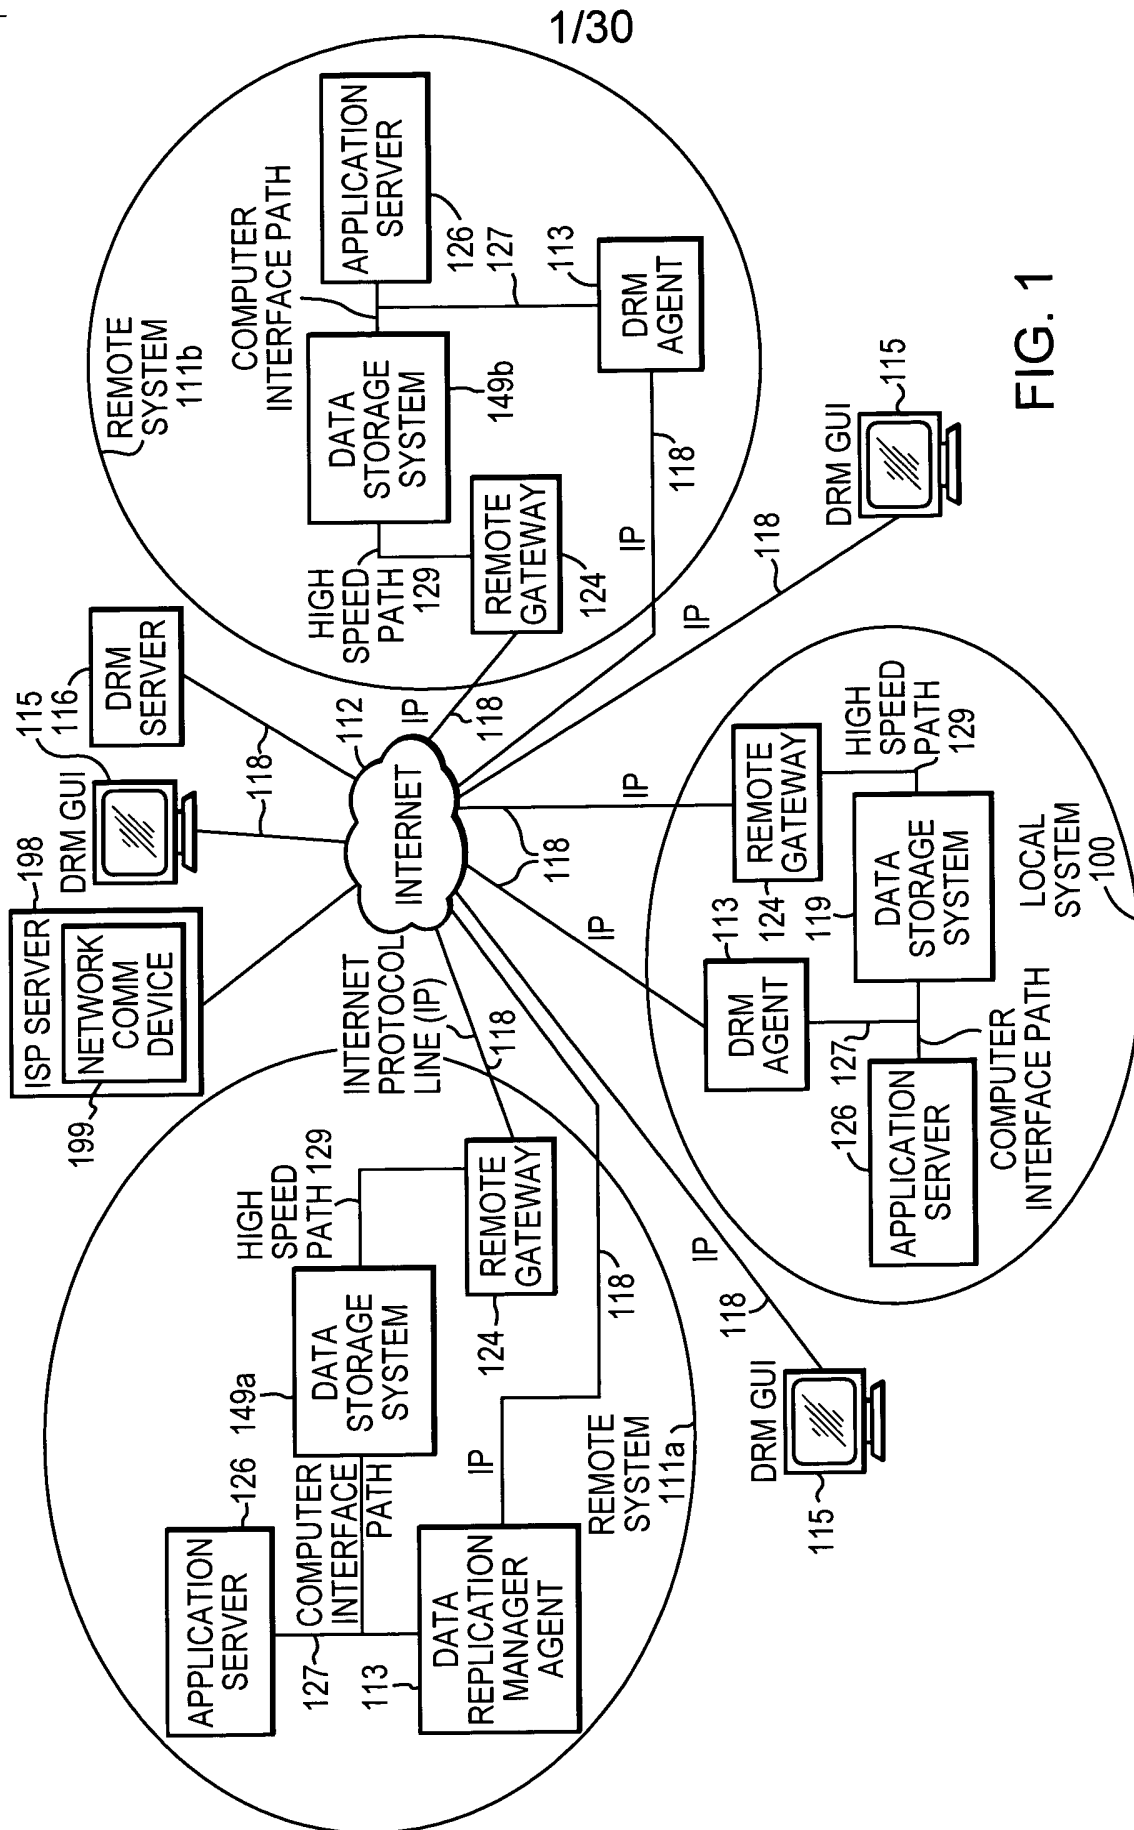 1/30
ISP SERVER
198
NETWORK
COMM
DEVICE
199
DRM GUI
115
116
DRM
SERVER
118
118
INTERNET
112
INTERNET
PROTOCOL
LINE (IP)
118
REMOTE
SYSTEM
111b
COMPUTER
INTERFACE PATH
APPLICATION
SERVER
126
127
DATA
STORAGE
SYSTEM
149b
113
DRM
AGENT
HIGH
SPEED
PATH
129
REMOTE
GATEWAY
124
IP
118
IP
118
IP
118
DRM GUI
115
APPLICATION
SERVER
126
149a
DATA
STORAGE
SYSTEM
HIGH
SPEED
PATH 129
COMPUTER
INTERFACE
PATH
127
113
DATA
REPLICATION
MANAGER
AGENT
REMOTE
GATEWAY
124
IP
118
REMOTE
SYSTEM
111a
IP
118
DRM GUI
115
IP
118
IP
REMOTE
GATEWAY
124
HIGH
SPEED
PATH
129
113
DRM
AGENT
119
DATA
STORAGE
SYSTEM
127
126
APPLICATION
SERVER
COMPUTER
INTERFACE PATH
LOCAL
SYSTEM
100
FIG. 1